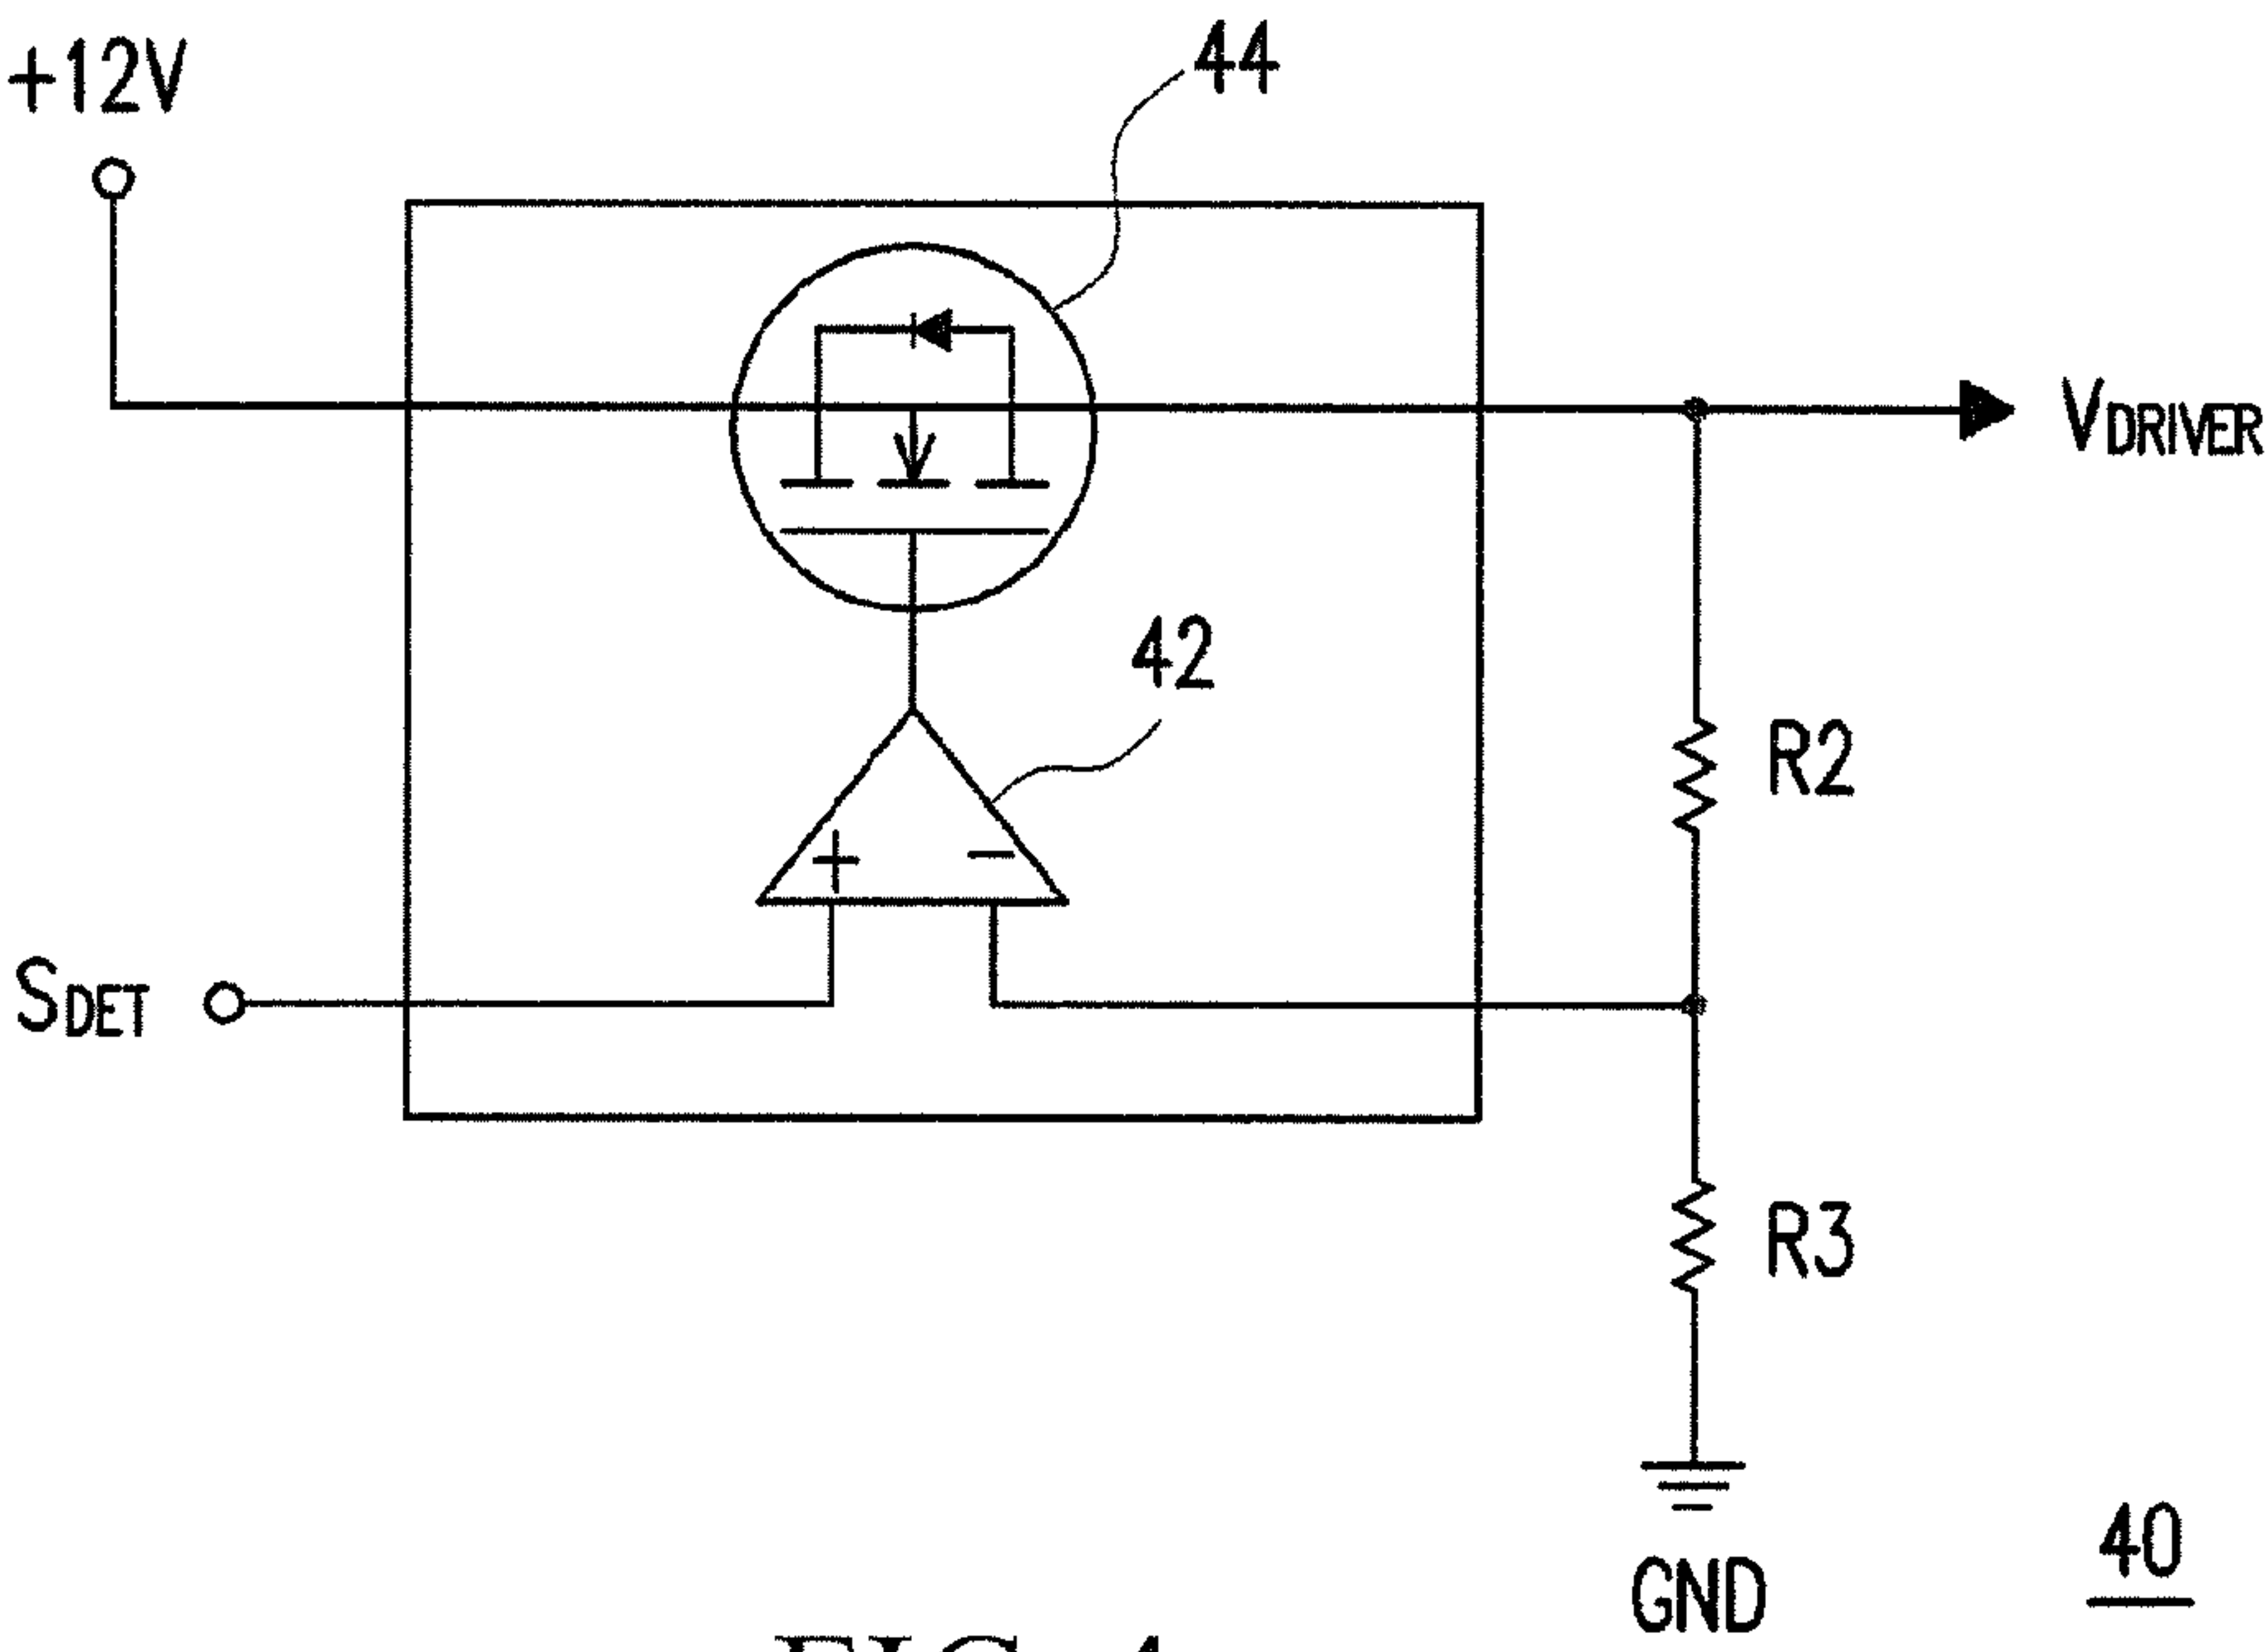 +12V
44
VDRIVER
42
R2
+ −
SDET
R3
GND
40